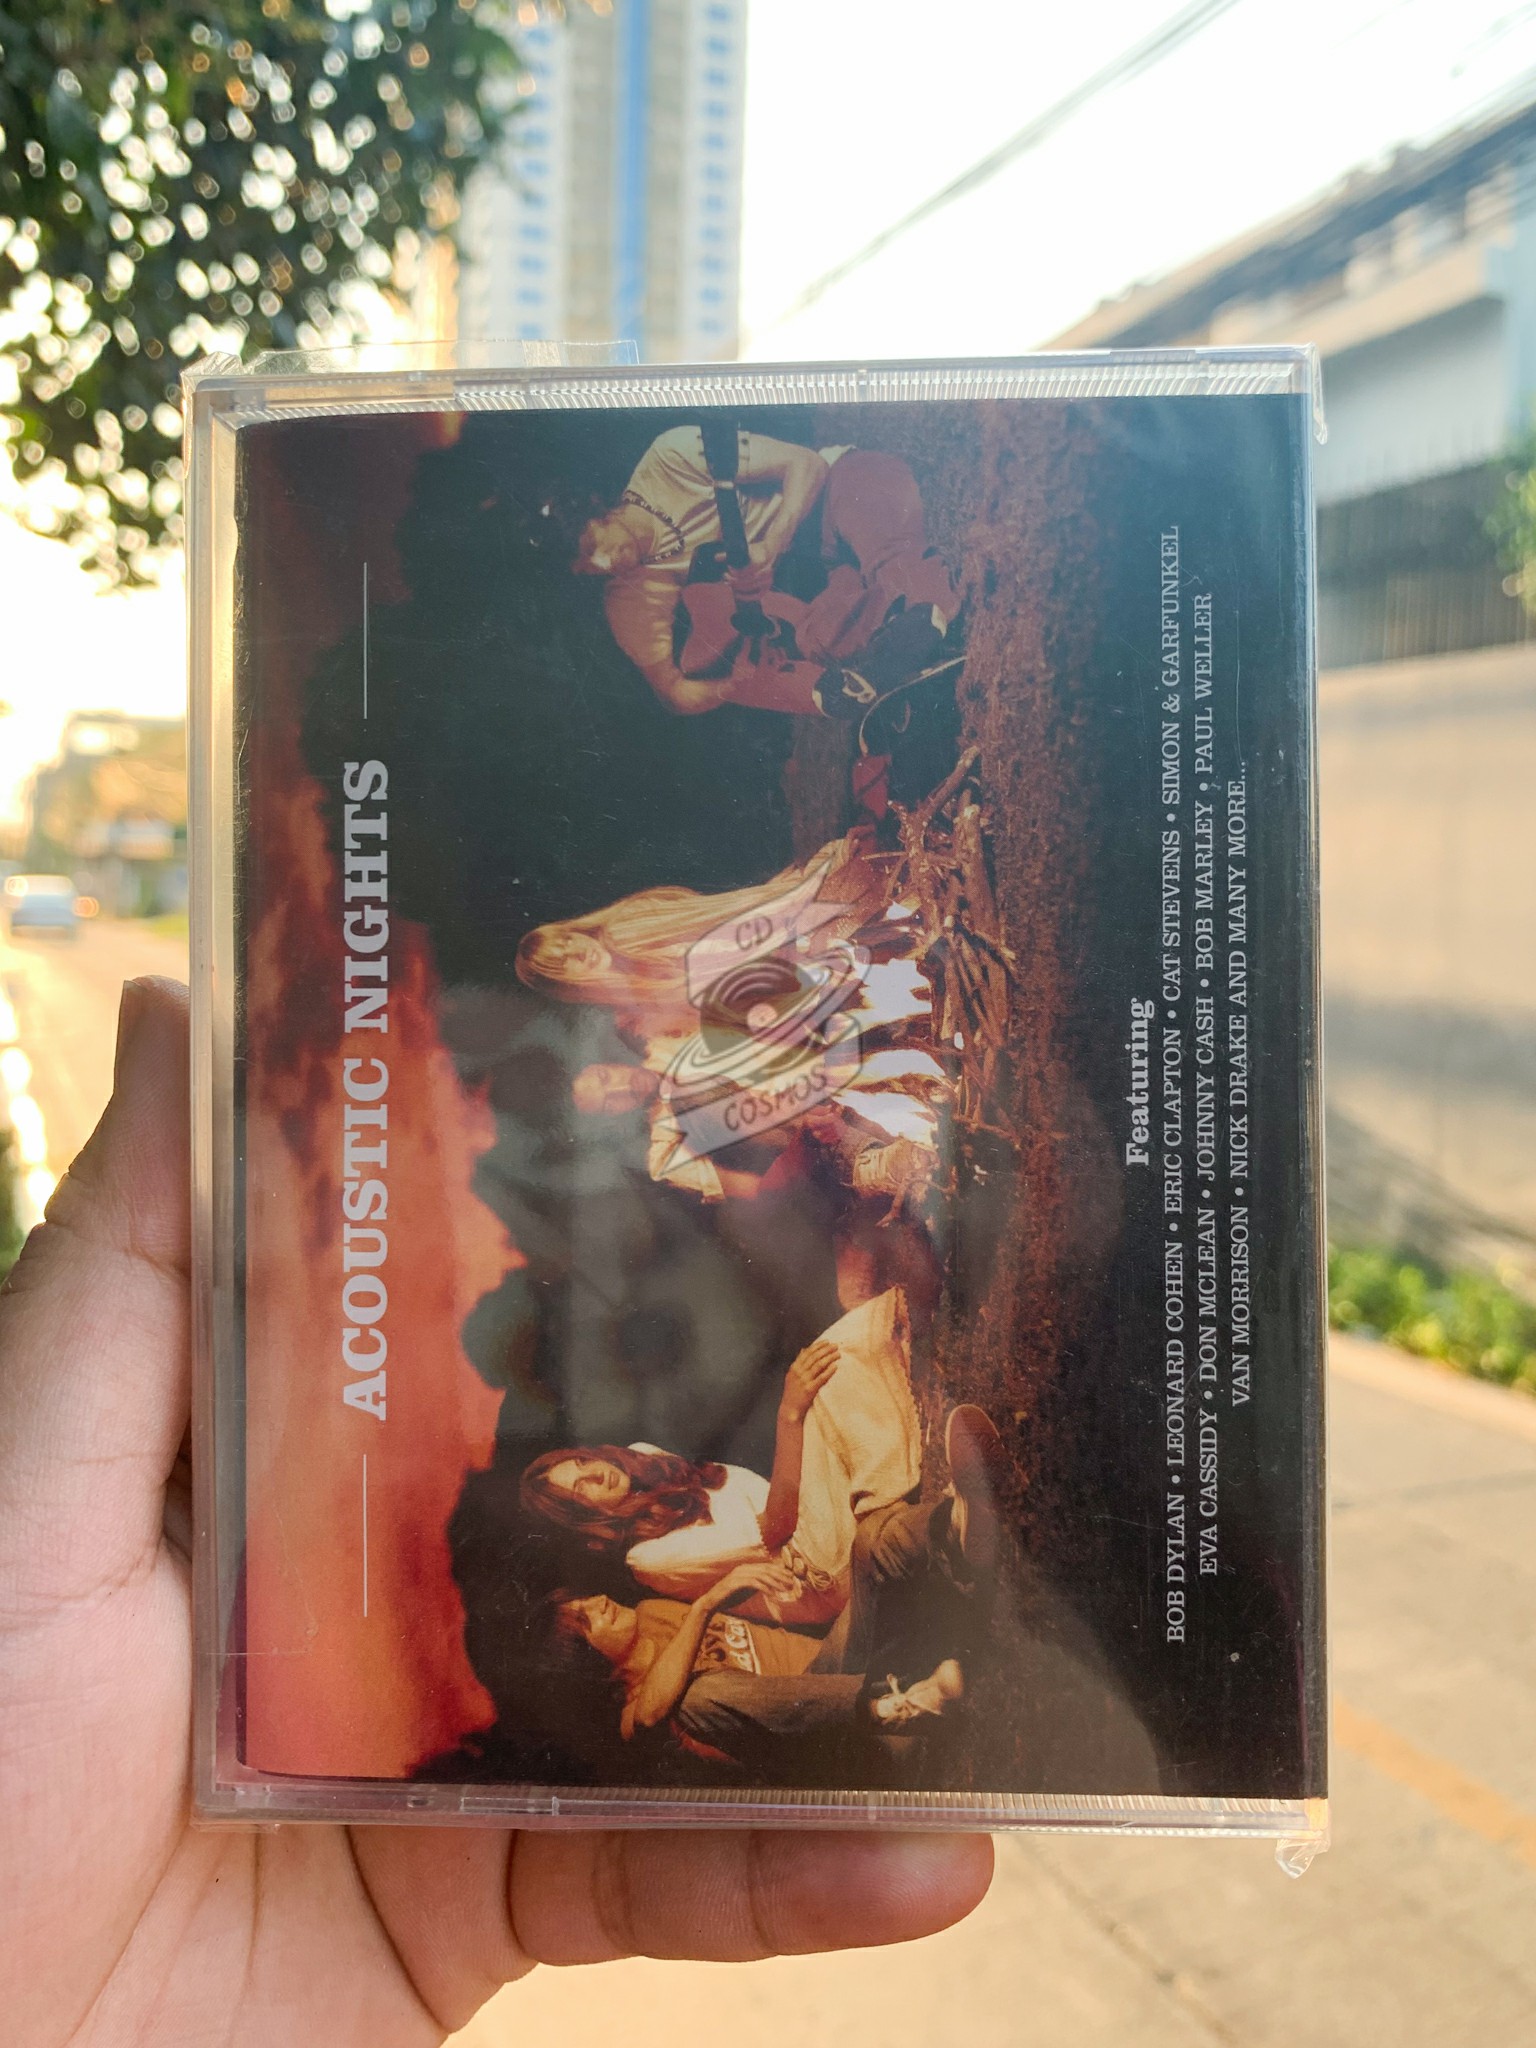 ACOUSTIC NIGHTS
CD
COSMOS
Featuring
BOB DYLAN • LEONARD COHEN • ERIC CLAPTON • CAT STEVENS • SIMON & GARFUNKEL
EVA CASSIDY • DON MCLEAN • JOHNNY CASH • BOB MARLEY • PAUL WELLER
VAN MORRISON • NICK DRAKE AND MANY MORE...